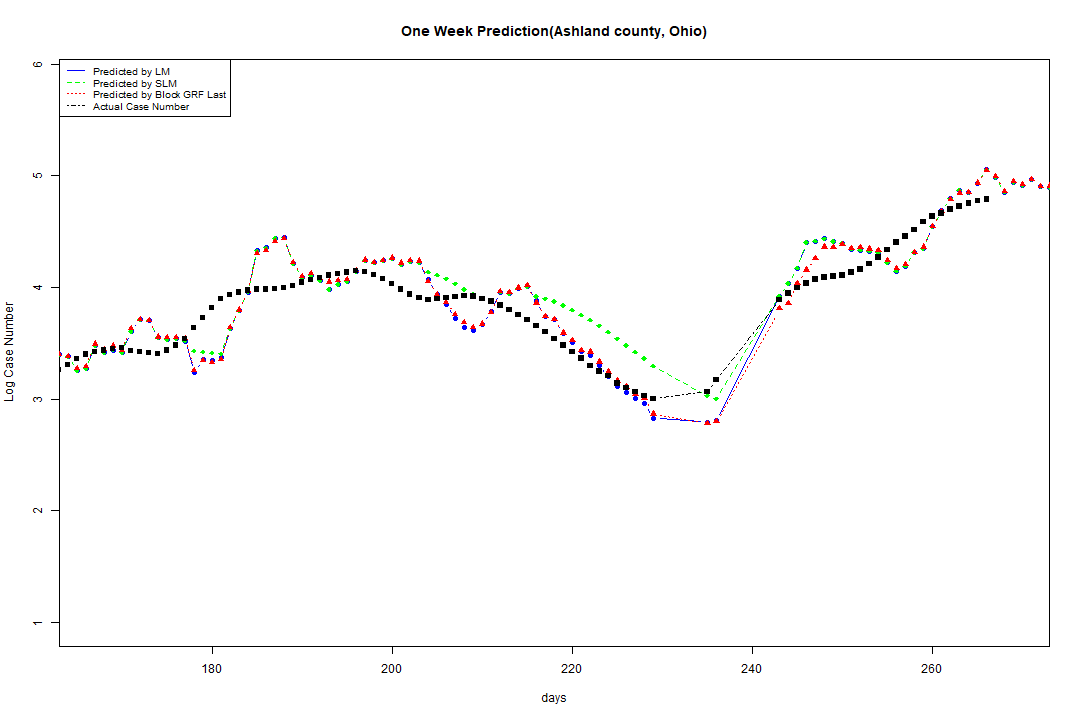 One Week Prediction(Ashland county, Ohio)
Predicted by LM
Predicted by SLM
Predicted by Block GRF Last
Actual Case Number
6
5
4
3
2
1
Log Case Number
180
200
220
240
260
days